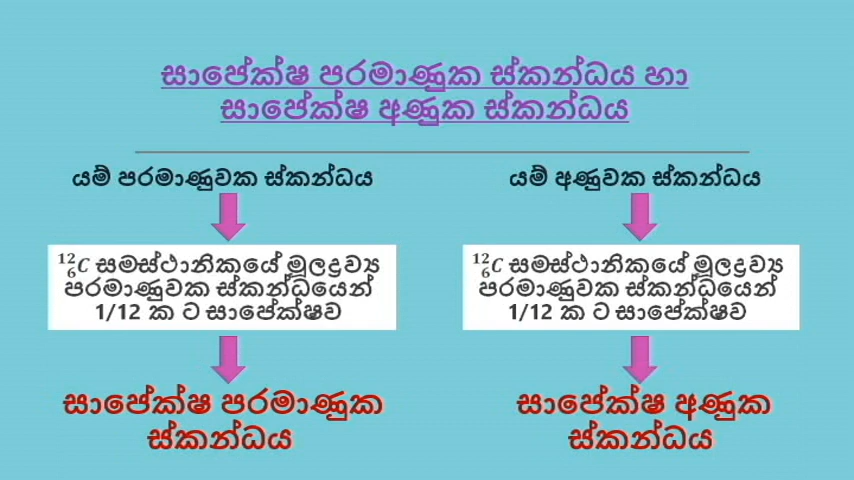 සාපේක්ෂ පරමාණුක ස්කන්ධය හා
සාපේක්ෂ අණුක ස්කන්ධය
යම් පරමාණුවක ස්කන්ධය
¹²₆C සමස්ථානිකයේ මූලද්‍රව්‍ය
පරමාණුවක ස්කන්ධයෙන්
1/12 ක ට සාපේක්ෂව
සාපේක්ෂ පරමාණුක
ස්කන්ධය
යම් අණුවක ස්කන්ධය
¹²₆C සමස්ථානිකයේ මූලද්‍රව්‍ය
පරමාණුවක ස්කන්ධයෙන්
1/12 ක ට සාපේක්ෂව
සාපේක්ෂ අණුක
ස්කන්ධය